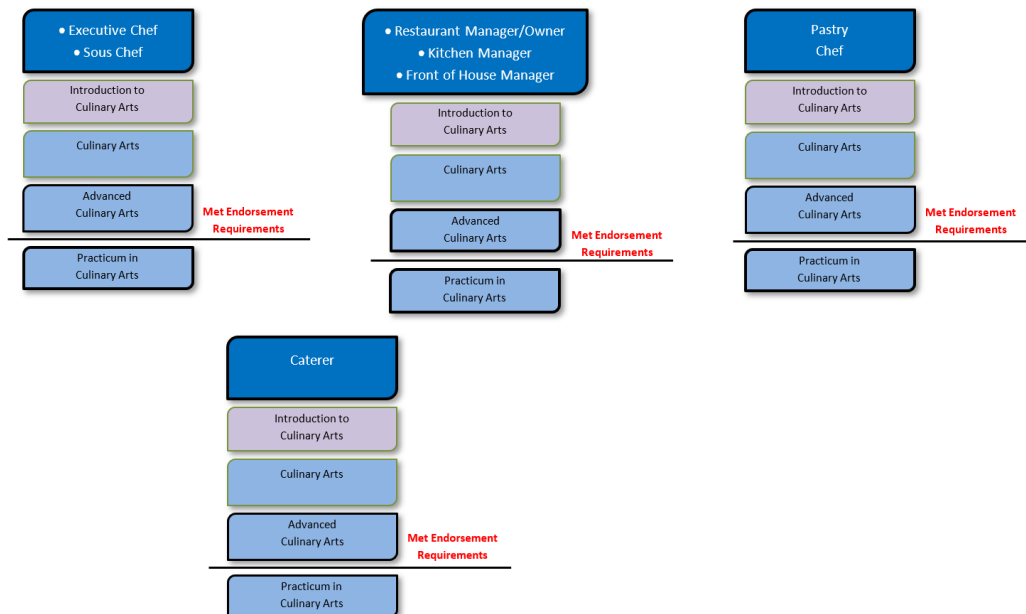 • Executive Chef
• Sous Chef
Introduction to
Culinary Arts
Culinary Arts
Advanced
Culinary Arts
Met Endorsement
Requirements
Practicum in
Culinary Arts
• Restaurant Manager/Owner
• Kitchen Manager
• Front of House Manager
Introduction to
Culinary Arts
Culinary Arts
Advanced
Culinary Arts
Met Endorsement
Requirements
Practicum in
Culinary Arts
Pastry
Chef
Introduction to
Culinary Arts
Culinary Arts
Advanced
Culinary Arts
Met Endorsement
Requirements
Practicum in
Culinary Arts
Caterer
Introduction to
Culinary Arts
Culinary Arts
Advanced
Culinary Arts
Met Endorsement
Requirements
Practicum in
Culinary Arts